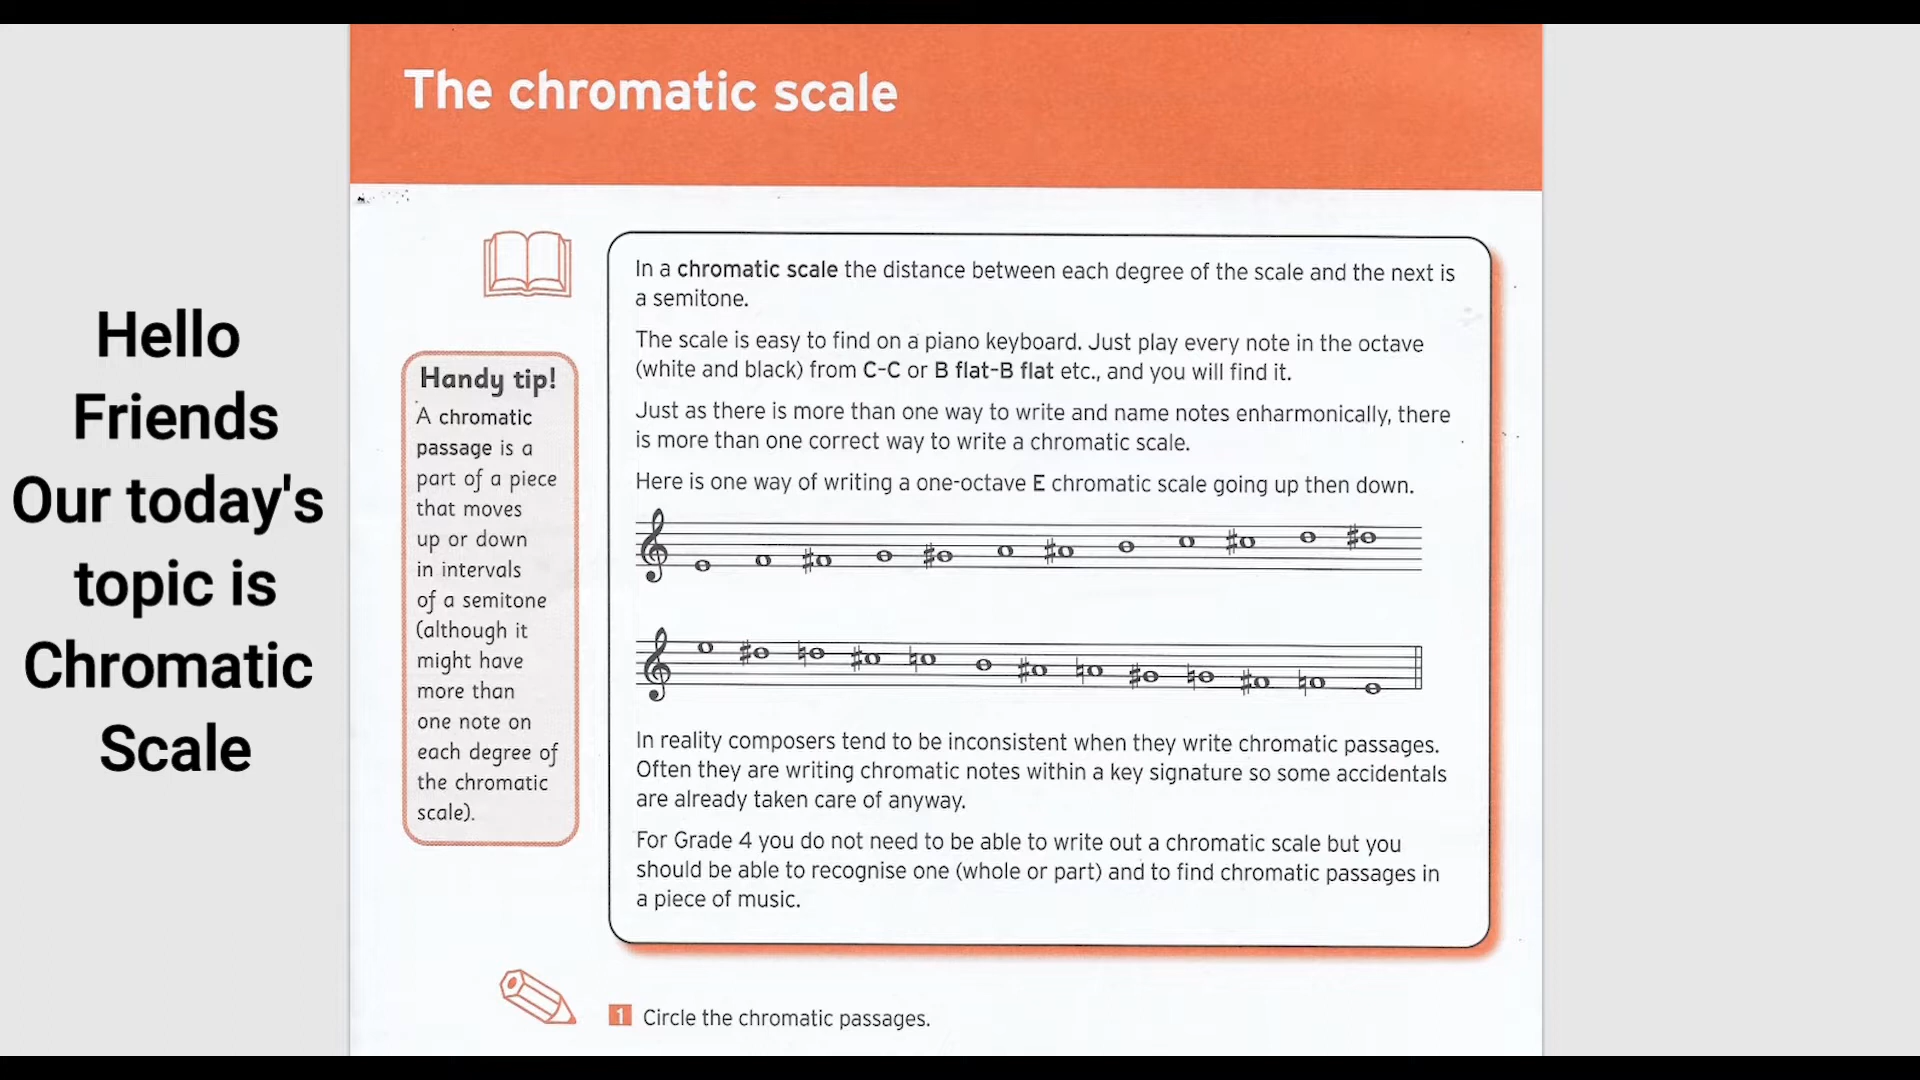 The chromatic scale
Hello
Friends
Our today's
topic is
Chromatic
Scale
Handy tip!
A chromatic
passage is a
part of a piece
that moves
up or down
in intervals
of a semitone
(although it
might have
more than
one note on
each degree of
the chromatic
scale).
In a chromatic scale the distance between each degree of the scale and the next is
a semitone.
The scale is easy to find on a piano keyboard. Just play every note in the octave
(white and black) from C-C or B flat-B flat etc., and you will find it.
Just as there is more than one way to write and name notes enharmonically, there
is more than one correct way to write a chromatic scale.
Here is one way of writing a one-octave E chromatic scale going up then down.
In reality composers tend to be inconsistent when they write chromatic passages.
Often they are writing chromatic notes within a key signature so some accidentals
are already taken care of anyway.
For Grade 4 you do not need to be able to write out a chromatic scale but you
should be able to recognise one (whole or part) and to find chromatic passages in
a piece of music.
1 Circle the chromatic passages.